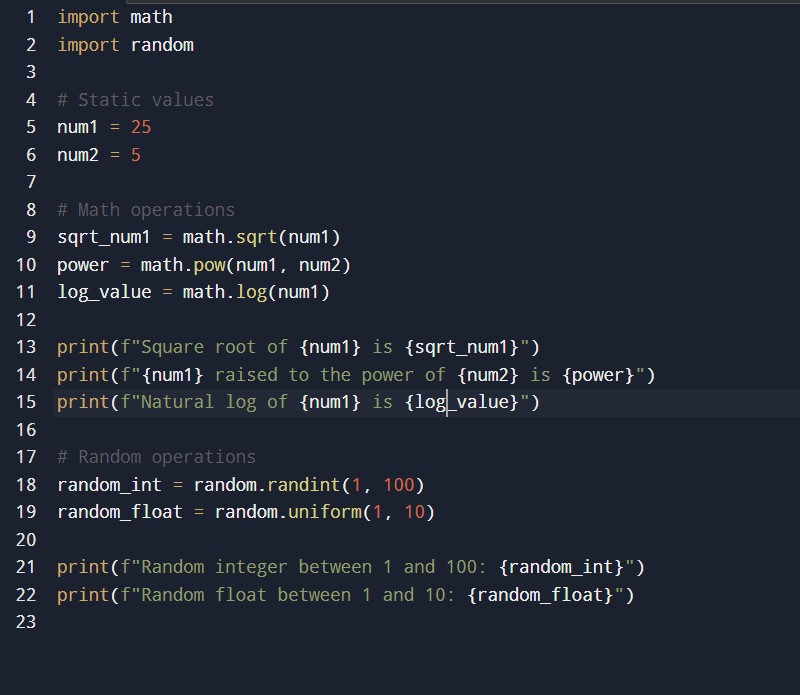 1 import math
2 import random
3
4 # Static values
5 num1 = 25
6 num2 = 5
7
8 # Math operations
9 sqrt_num1 = math.sqrt(num1)
10 power = math.pow(num1, num2)
11 log_value = math.log(num1)
12
13 print(f"Square root of {num1} is {sqrt_num1}")
14 print(f"{num1} raised to the power of {num2} is {power}")
15 print(f"Natural log of {num1} is {log_value}")
16
17 # Random operations
18 random_int = random.randint(1, 100)
19 random_float = random.uniform(1, 10)
20
21 print(f"Random integer between 1 and 100: {random_int}")
22 print(f"Random float between 1 and 10: {random_float}")
23